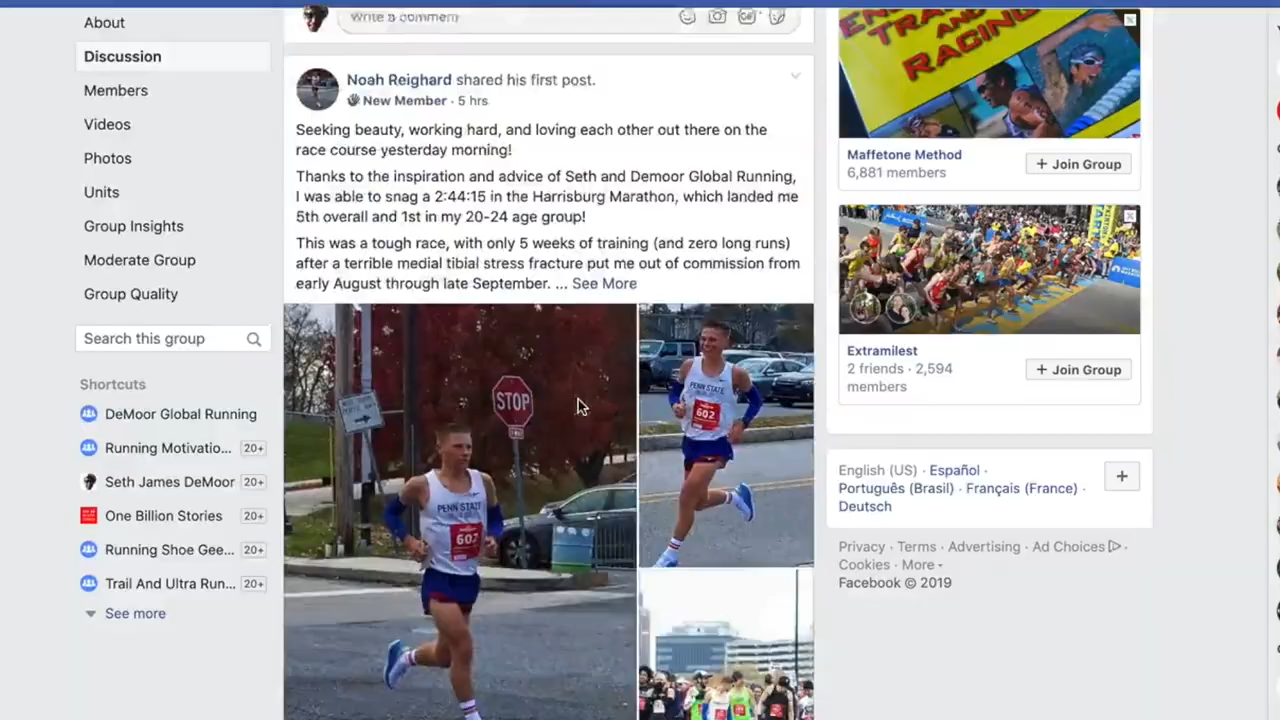 About
Discussion
Members
Videos
Photos
Units
Group Insights
Moderate Group
Group Quality
Search this group
Shortcuts
DeMoor Global Running
Running Motivatio... 20+
Seth James DeMoor 20+
One Billion Stories 20+
Running Shoe Gee... 20+
Trail And Ultra Run... 20+
See more
Write a comment
Noah Reighard shared his first post.
New Member · 5 hrs
Seeking beauty, working hard, and loving each other out there on the
race course yesterday morning!
Thanks to the inspiration and advice of Seth and Demoor Global Running,
I was able to snag a 2:44:15 in the Harrisburg Marathon, which landed me
5th overall and 1st in my 20-24 age group!
This was a tough race, with only 5 weeks of training (and zero long runs)
after a terrible medial tibial stress fracture put me out of commission from
early August through late September. ... See More
STOP
PENN STATE
602
PENN STATE
602
TRA
AND
RACING
Maffetone Method
6,881 members
+ Join Group
Extramilest
2 friends · 2,594
members
+ Join Group
English (US) · Español ·
Português (Brasil) · Français (France) ·
Deutsch
+
Privacy · Terms · Advertising · Ad Choices ·
Cookies · More
Facebook © 2019